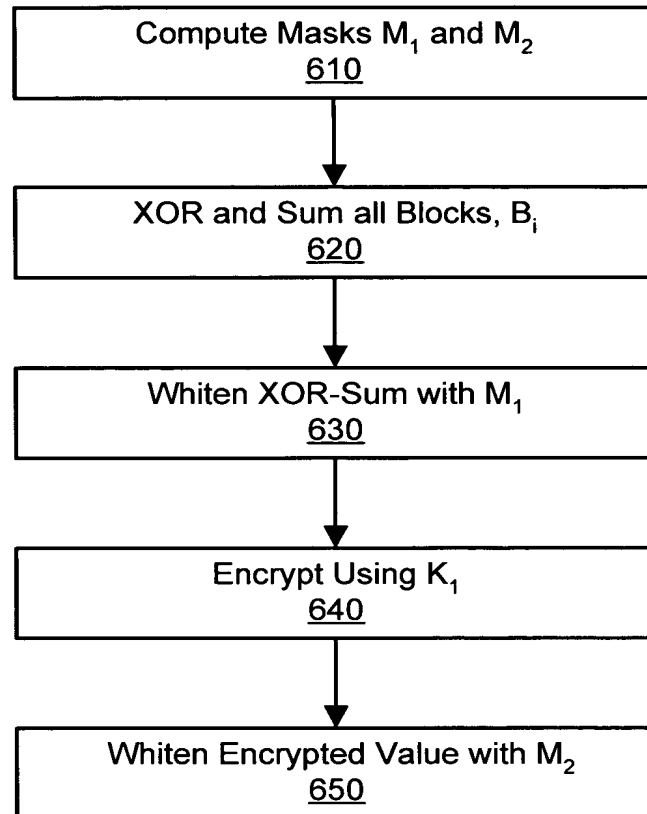 Compute Masks M₁ and M₂
610
XOR and Sum all Blocks, Bᵢ
620
Whiten XOR-Sum with M₁
630
Encrypt Using K₁
640
Whiten Encrypted Value with M₂
650